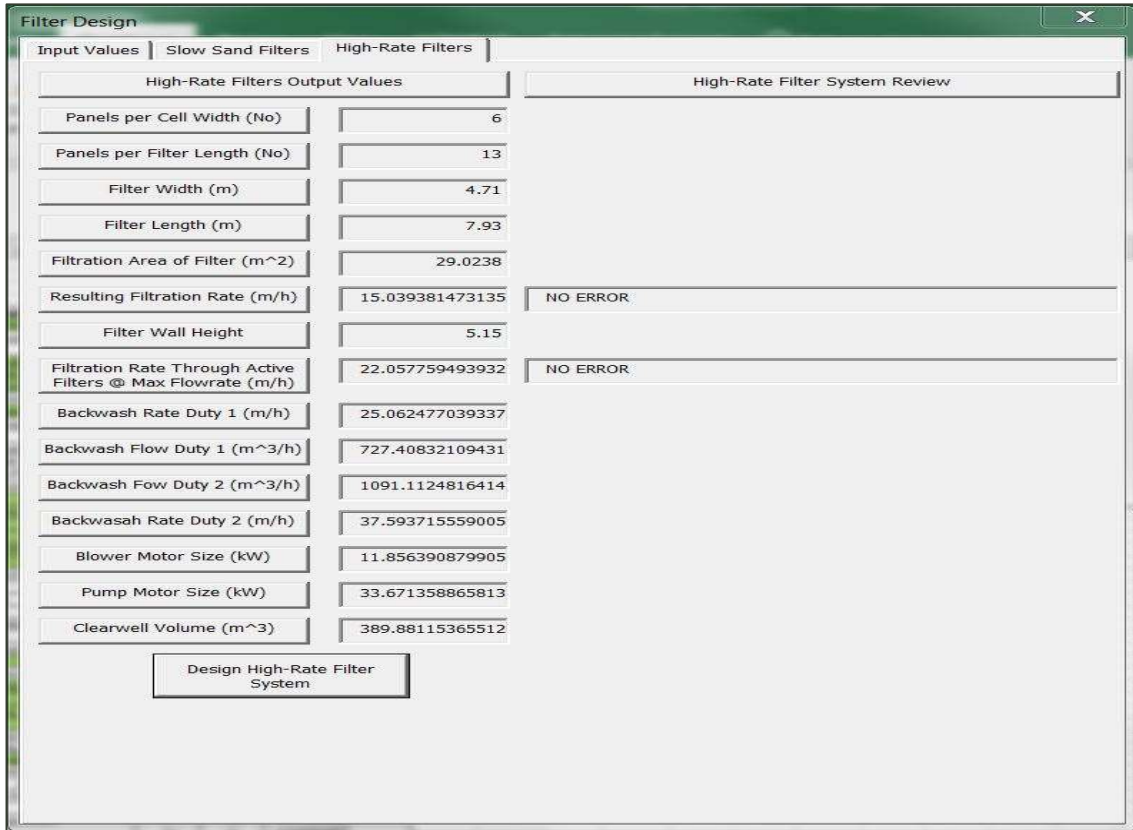 Filter Design
Input Values
Slow Sand Filters
High-Rate Filters
High-Rate Filters Output Values
High-Rate Filter System Review
Panels per Cell Width (No)
6
Panels per Filter Length (No)
13
Filter Width (m)
4.71
Filter Length (m)
7.93
Filtration Area of Filter (m^2)
29.0238
Resulting Filtration Rate (m/h)
15.039381473135
NO ERROR
Filter Wall Height
5.15
Filtration Rate Through Active
Filters @ Max Flowrate (m/h)
22.057759493932
NO ERROR
Backwash Rate Duty 1 (m/h)
25.062477039337
Backwash Flow Duty 1 (m^3/h)
727.40832109431
Backwash Fow Duty 2 (m^3/h)
1091.1124816414
Backwasah Rate Duty 2 (m/h)
37.593715559005
Blower Motor Size (kW)
11.856390879905
Pump Motor Size (kW)
33.671358865813
Clearwell Volume (m^3)
389.88115365512
Design High-Rate Filter
System